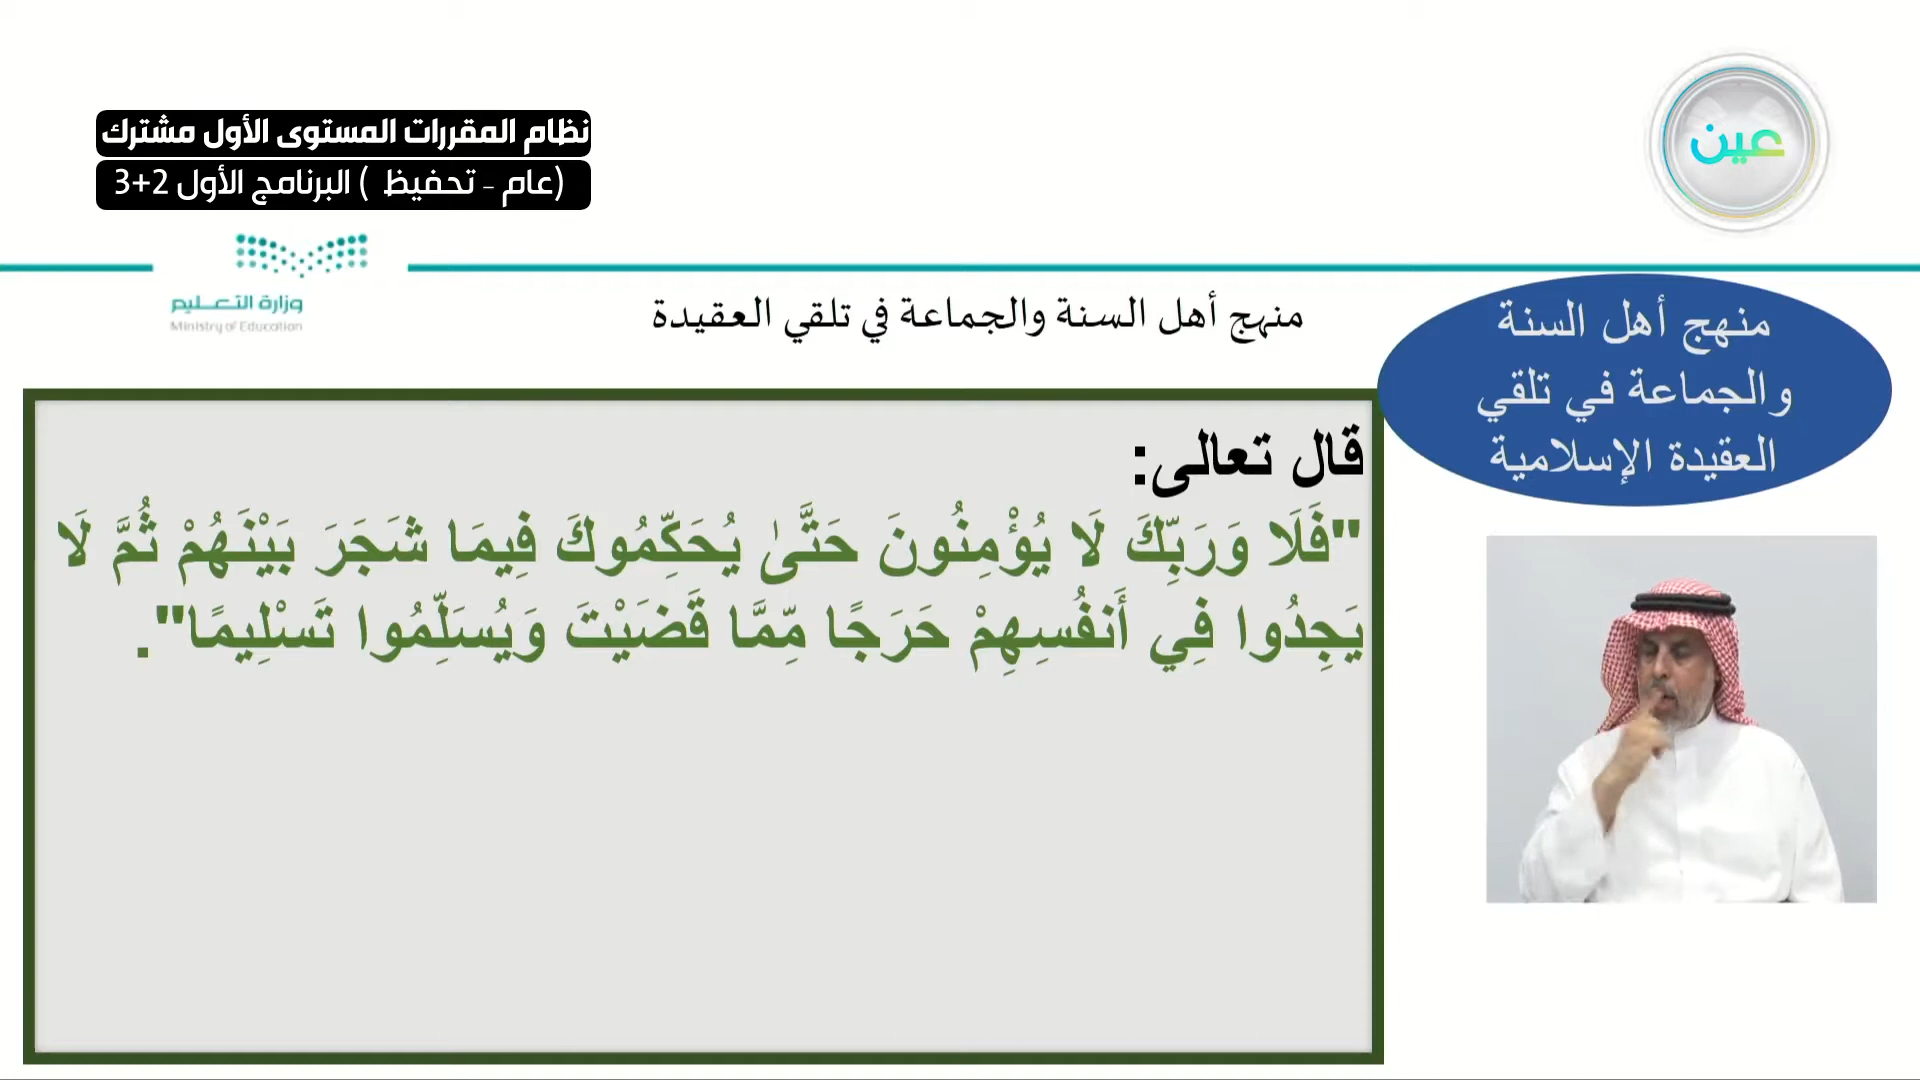 نظام المقررات المستوى الأول مشترك
(عام - تحفيظ ) البرنامج الأول 2+3
عين
وزارة التعليم
Ministry of Education
منهج أهل السنة والجماعة في تلقي العقيدة
منهج أهل السنة
والجماعة في تلقي
العقيدة الإسلامية
قال تعالى:
"فَلَا وَرَبِّكَ لَا يُؤْمِنُونَ حَتَّىٰ يُحَكِّمُوكَ فِيمَا شَجَرَ بَيْنَهُمْ ثُمَّ لَا
يَجِدُوا فِي أَنفُسِهِمْ حَرَجًا مِّمَّا قَضَيْتَ وَيُسَلِّمُوا تَسْلِيمًا".